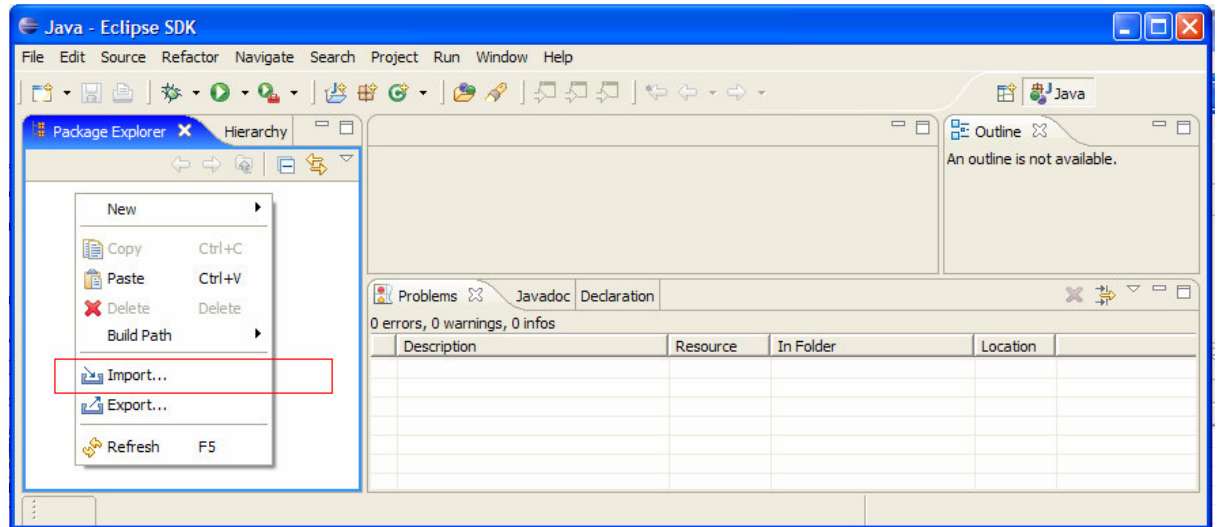 Java - Eclipse SDK
File Edit Source Refactor Navigate Search Project Run Window Help
Java
Package Explorer Hierarchy
Outline
An outline is not available.
New
Copy Ctrl+C
Paste Ctrl+V
Delete Delete
Build Path
Import...
Export...
Refresh F5
Problems Javadoc Declaration
0 errors, 0 warnings, 0 infos
Description Resource In Folder Location